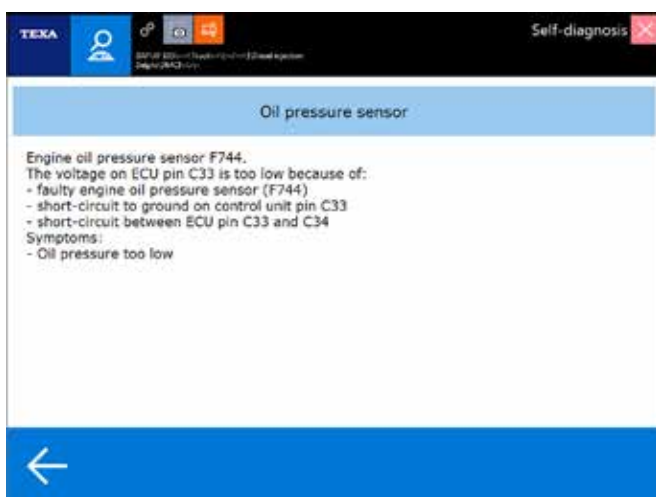 TEXA
Self-diagnosis
Oil pressure sensor
Engine oil pressure sensor F744.
The voltage on ECU pin C33 is too low because of:
- faulty engine oil pressure sensor (F744)
- short-circuit to ground on control unit pin C33
- short-circuit between ECU pin C33 and C34
Symptoms:
- Oil pressure too low